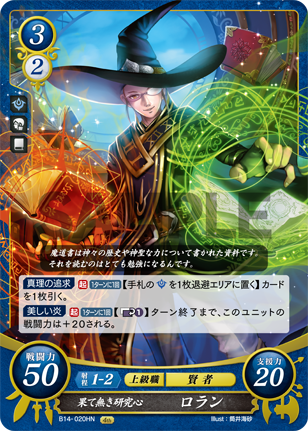 3
2
魔道書は神々の歴史や神聖な力について書かれた資料です。
それを読むのはとても勉強になるんです。
真理の追求 起 1ターンに1回 【手札の を1枚退避エリアに置く】カード
を1枚引く。
美しい炎 起 1ターンに1回 【 】ターン終了まで、このユニット
の戦闘力は＋20される。
戦闘力
50
射程 1-2 上級職 賢者
支援力
20
果て無き研究心 ロラン
B14-020HN
Illust：筒井海砂